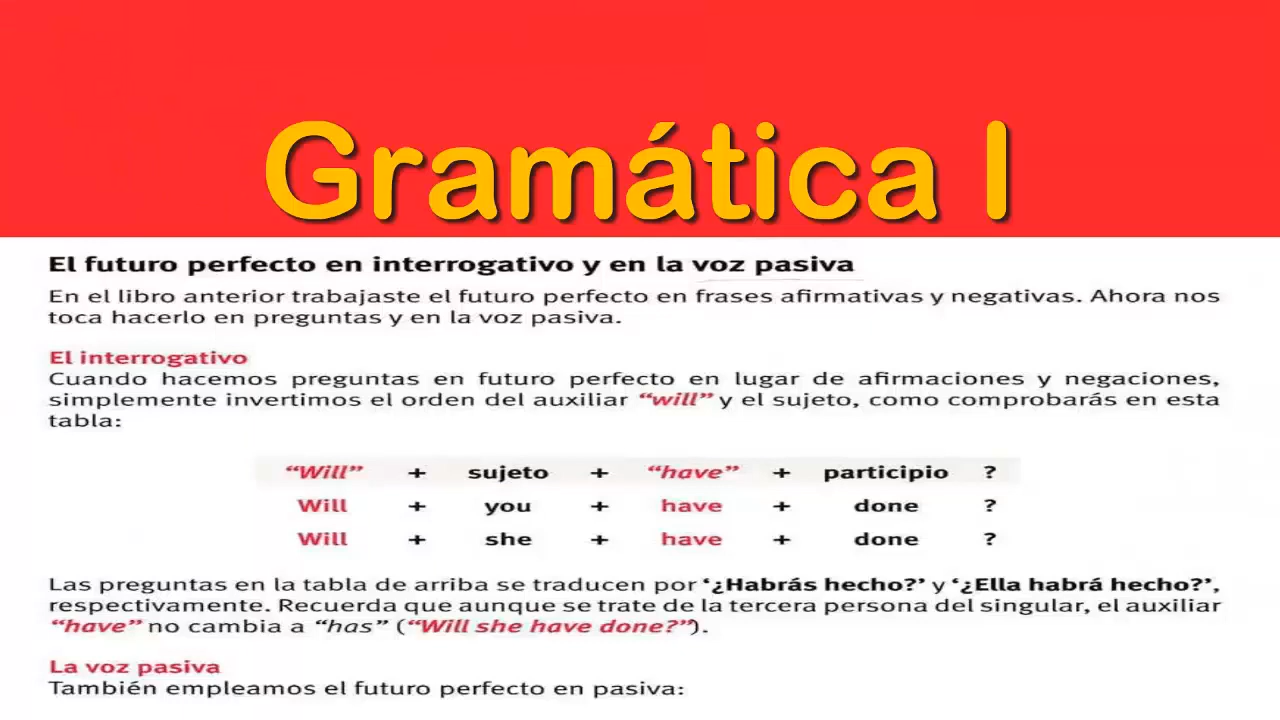 Gramática I
El futuro perfecto en interrogativo y en la voz pasiva
En el libro anterior trabajaste el futuro perfecto en frases afirmativas y negativas. Ahora nos
toca hacerlo en preguntas y en la voz pasiva.
El interrogativo
Cuando hacemos preguntas en futuro perfecto en lugar de afirmaciones y negaciones,
simplemente invertimos el orden del auxiliar “will” y el sujeto, como comprobarás en esta
tabla:
“Will” + sujeto + “have” + participio ?
Will + you + have + done ?
Will + she + have + done ?
Las preguntas en la tabla de arriba se traducen por ‘¿Habrás hecho?’ y ‘¿Ella habrá hecho?’,
respectivamente. Recuerda que aunque se trate de la tercera persona del singular, el auxiliar
“have” no cambia a “has” (“Will she have done?”).
La voz pasiva
También empleamos el futuro perfecto en pasiva: